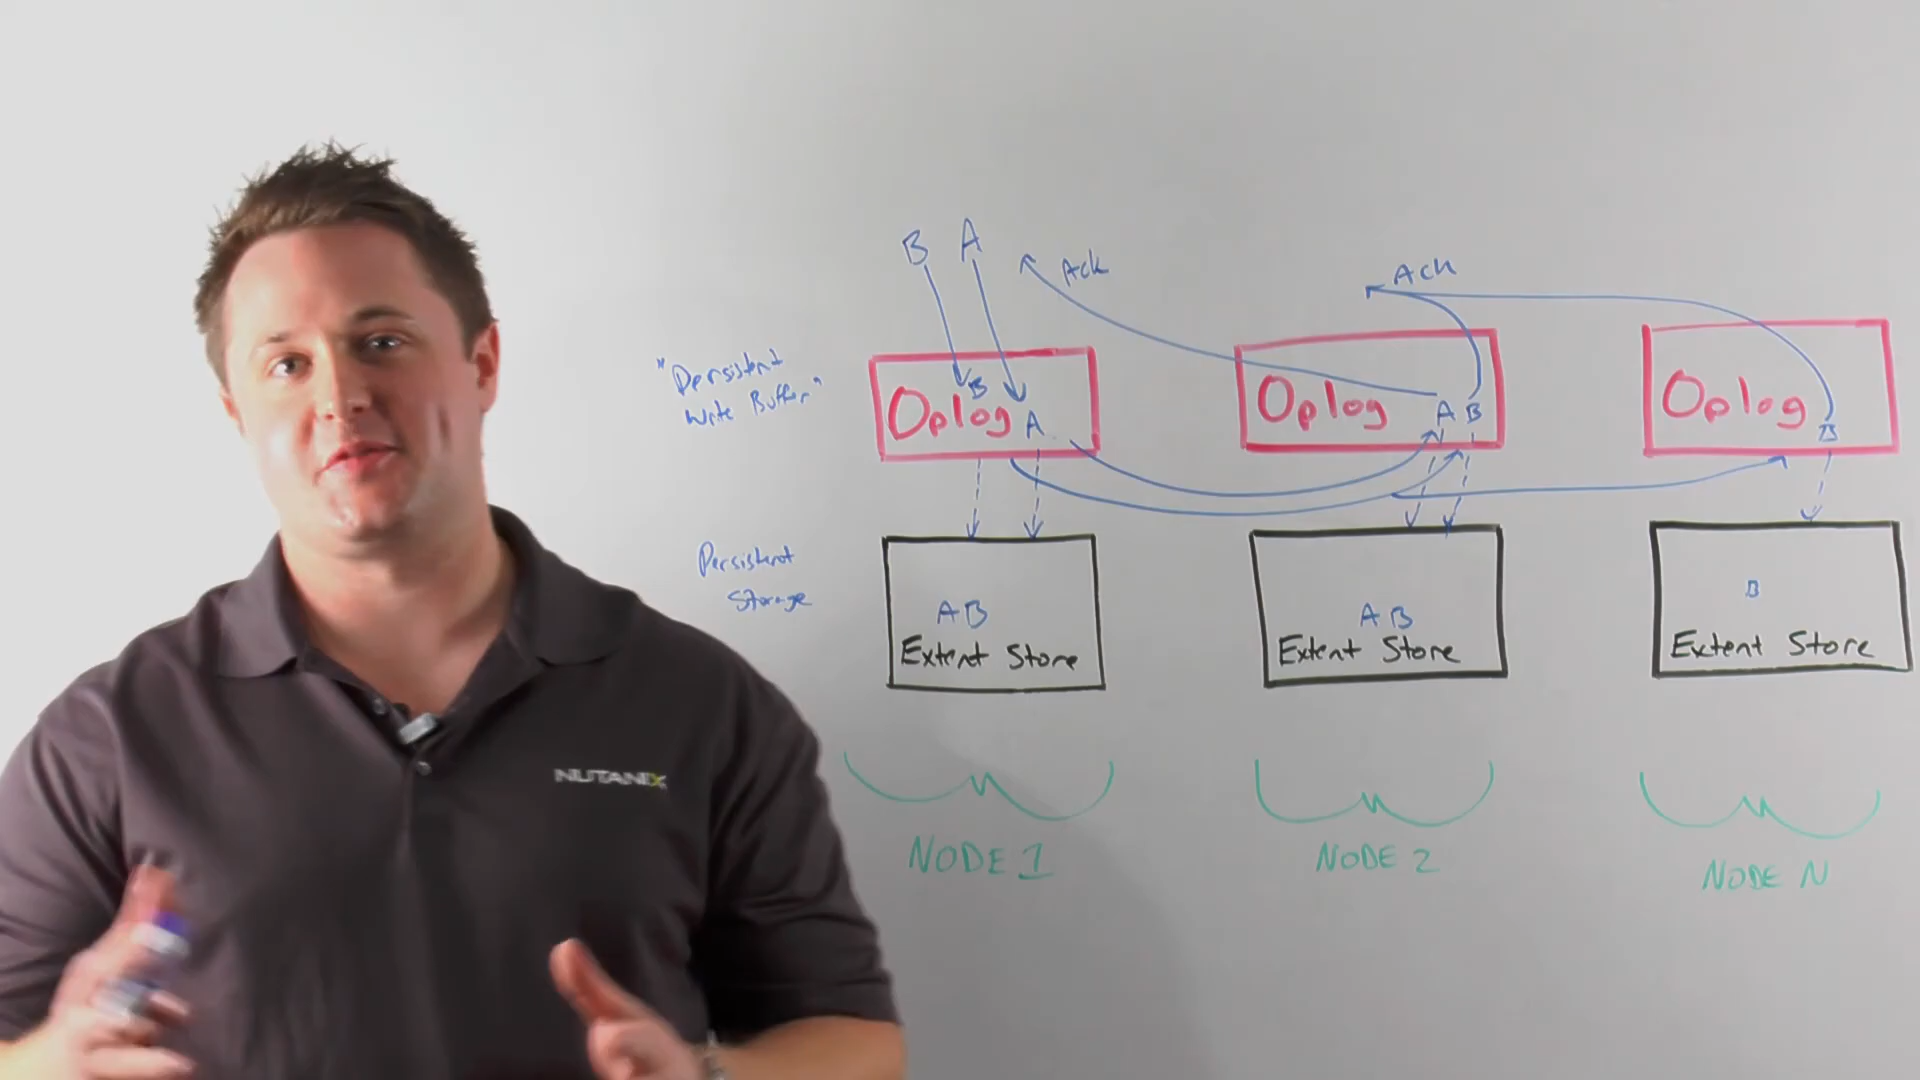 B A
Ack
Ack
"Persistent
Write Buffer"
B
Oplog A
Oplog A B
Oplog B
Persistent
Storage
A B
Extent Store
A B
Extent Store
B
Extent Store
NUTANIX
NODE 1
NODE 2
NODE N